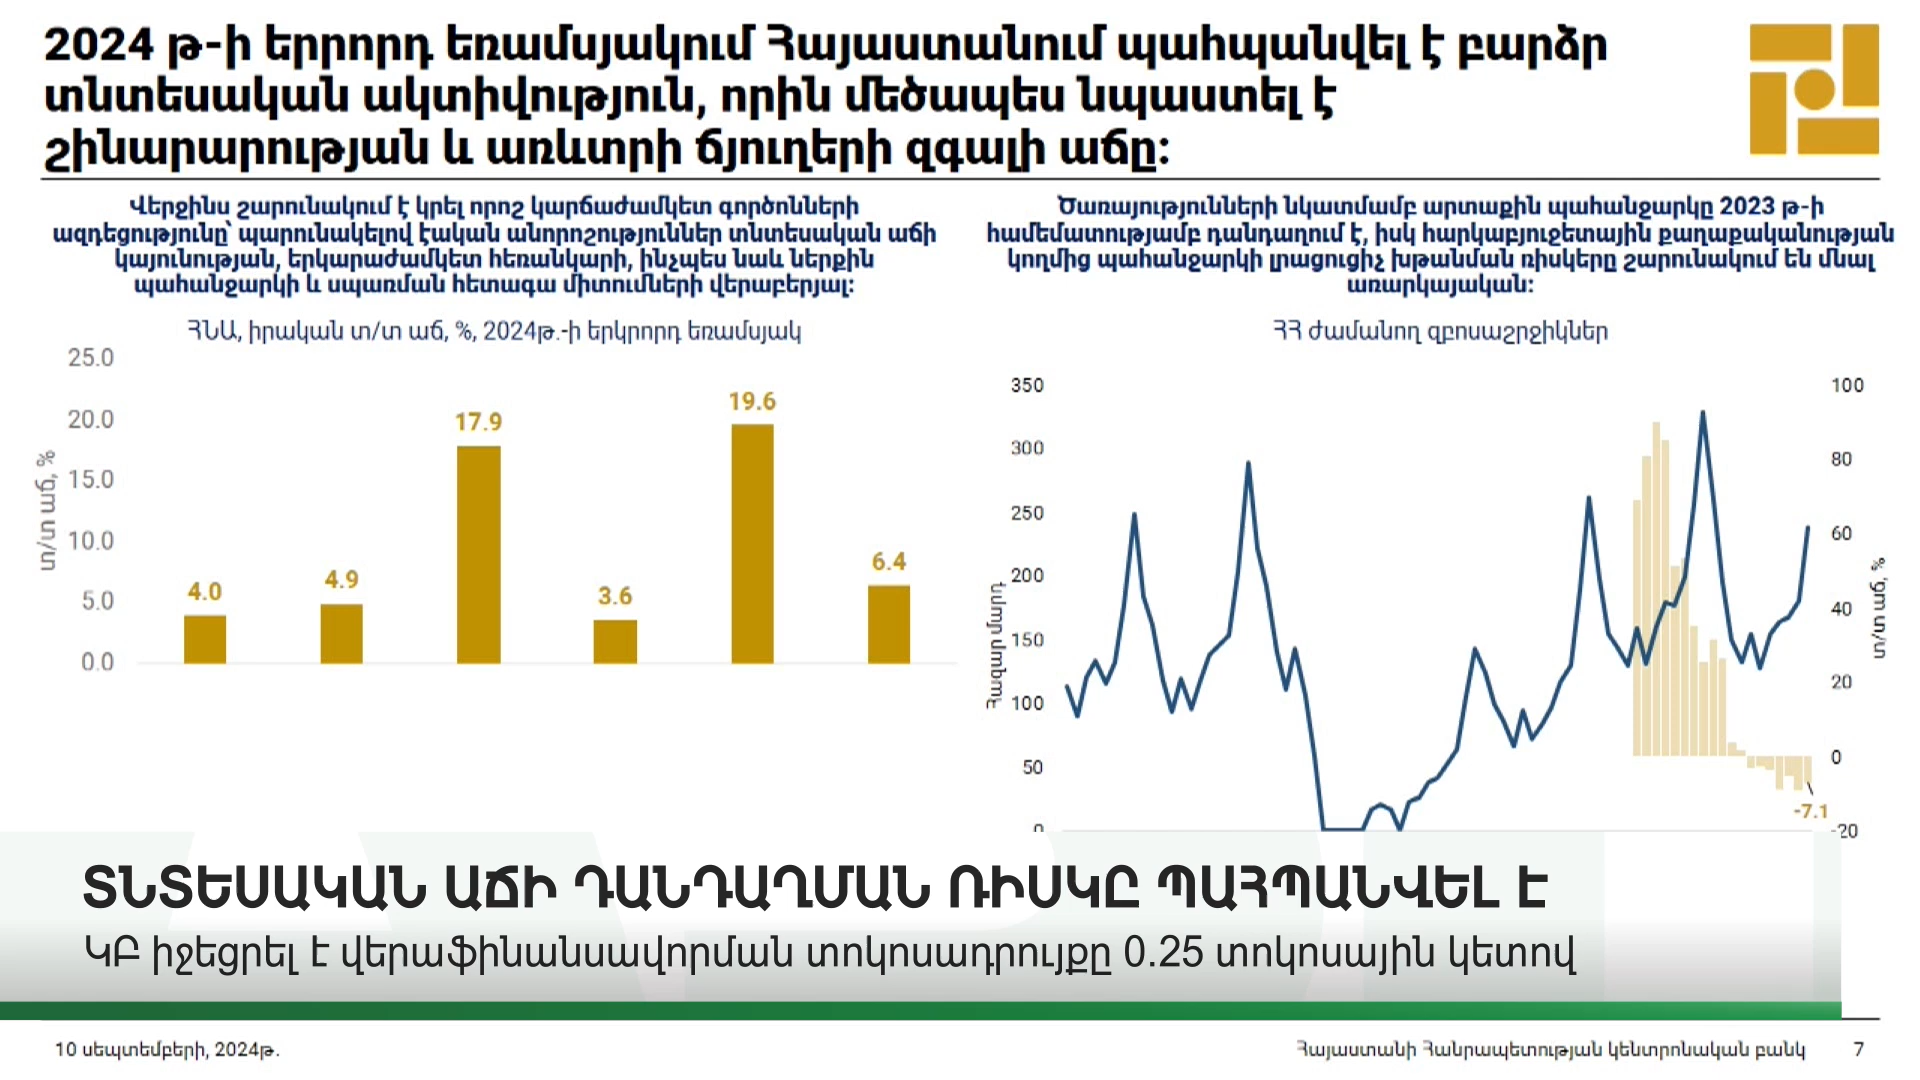 2024 թ-ի երրորդ եռամսյակում Հայաստանում պահպանվել է բարձր
տնտեսական ակտիվություն, որին մեծապես նպաստել է
շինարարության և առևտրի ճյուղերի զգալի աճը:
Վերջինս շարունակում է կրել որոշ կարճաժամկետ գործոնների
ազդեցությունը՝ պարունակելով էական անորոշություններ տնտեսական աճի
կայունության, երկարաժամկետ հեռանկարի, ինչպես նաև ներքին
պահանջարկի և սպառման հետագա միտումների վերաբերյալ:
ՀՆԱ, իրական տ/տ աճ, %, 2024թ.-ի երկրորդ եռամսյակ
տ/տ աճ, %
25.0
20.0
15.0
10.0
5.0
0.0
4.0
4.9
17.9
3.6
19.6
6.4
Ծառայությունների նկատմամբ արտաքին պահանջարկը 2023 թ-ի
համեմատությամբ դանդաղում է, իսկ հարկաբյուջետային քաղաքականության
կողմից պահանջարկի լրացուցիչ խթանման ռիսկերը շարունակում են մնալ
առարկայական:
ՀՀ ժամանող զբոսաշրջիկներ
Հազար մարդ
350
300
250
200
150
100
50
0
100
80
60
40
20
0
-20
տ/տ աճ, %
-7.1
ՏՆՏԵՍԱԿԱՆ ԱՃԻ ԴԱՆԴԱՂՄԱՆ ՌԻՍԿԸ ՊԱՀՊԱՆՎԵԼ Է
ԿԲ իջեցրել է վերաֆինանսավորման տոկոսադրույքը 0.25 տոկոսային կետով
10 սեպտեմբերի, 2024թ.
Հայաստանի Հանրապետության կենտրոնական բանկ
7